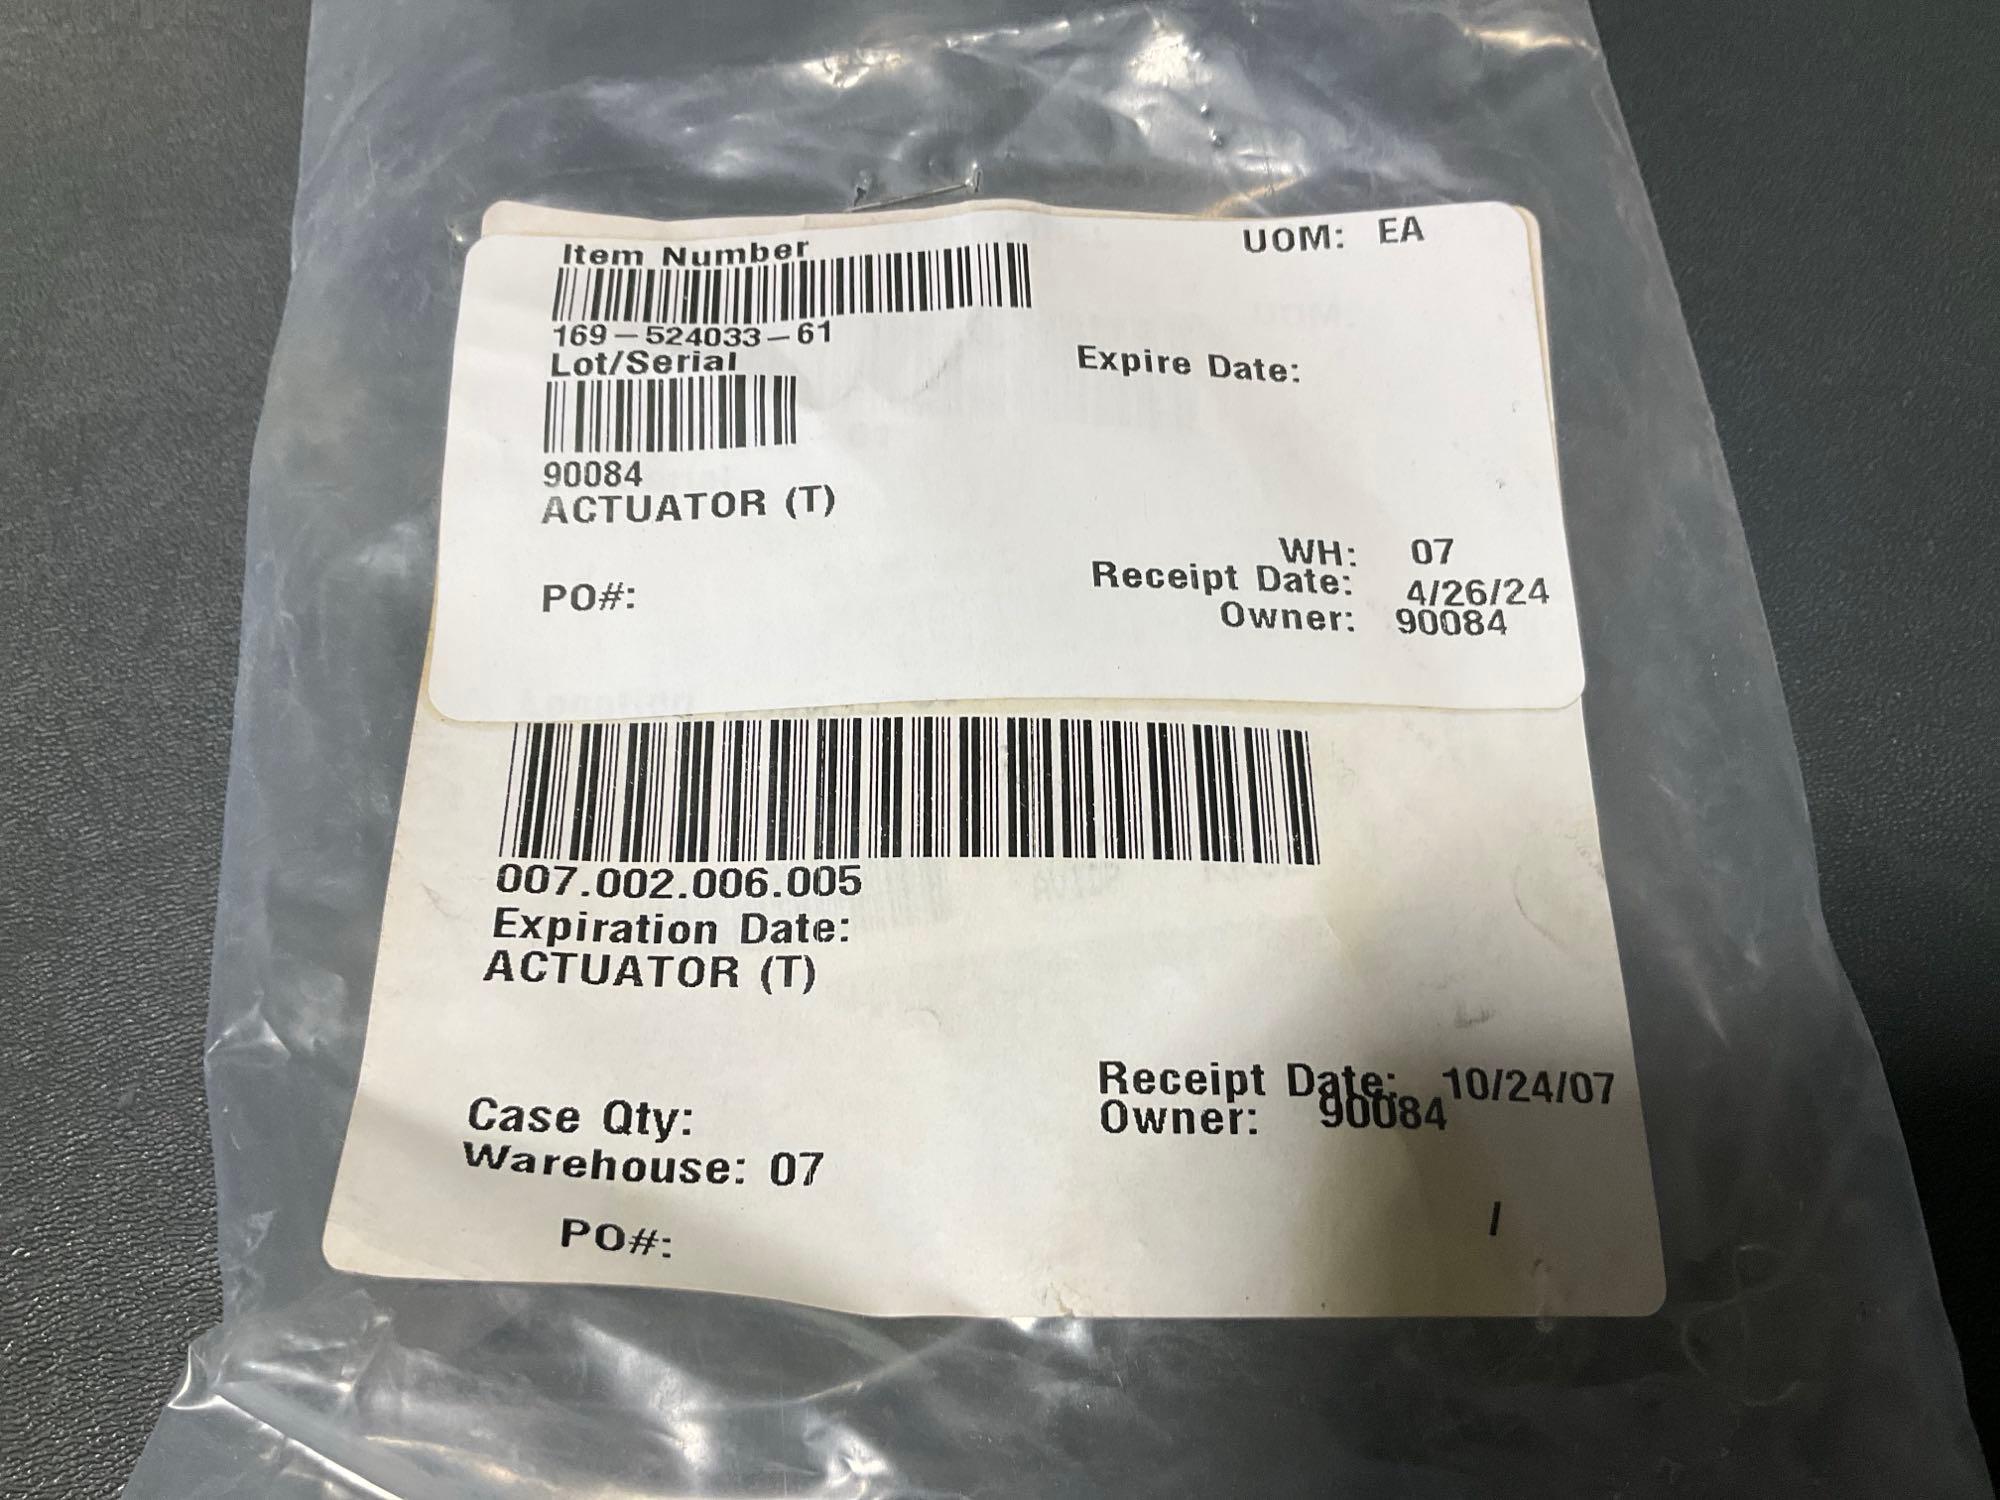 Item Number
UOM: EA
169-524033-61
Lot/Serial
Expire Date:
90084
ACTUATOR (T)
WH: 07
Receipt Date: 4/26/24
PO#:
Owner: 90084
007.002.006.005
Expiration Date:
ACTUATOR (T)
Receipt Date: 10/24/07
Case Qty:
Owner: 90084
Warehouse: 07
/
PO#: